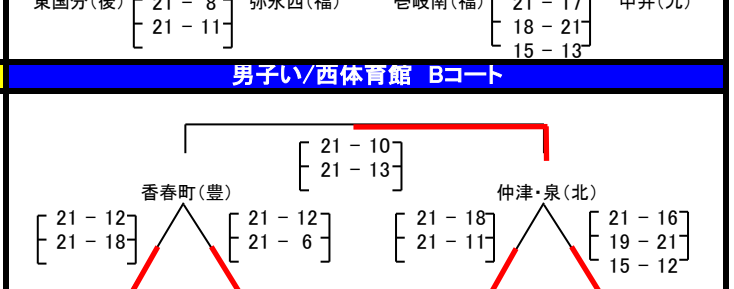 東国分(後) 21 - 8 弥永西(福) 壱岐南(福) 21 - 17 中井(北)
21 - 11 18 - 21
15 - 13
男子い/西体育館 Bコート
21 - 10
21 - 13
香春町(豊) 仲津・泉(北)
21 - 12 21 - 12 21 - 18 21 - 16
21 - 18 21 - 6 21 - 11 19 - 21
15 - 12